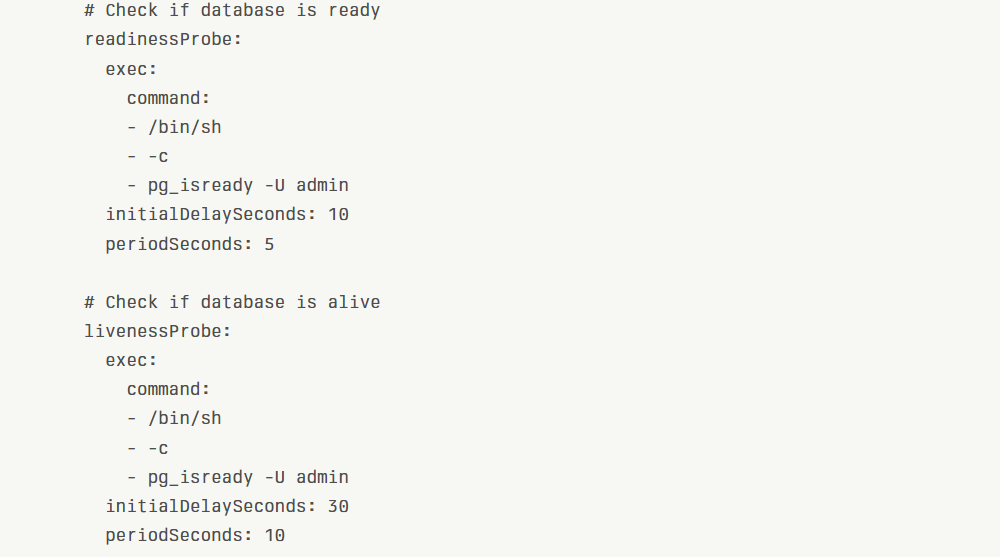 # Check if database is ready
readinessProbe:
  exec:
    command:
    - /bin/sh
    - -c
    - pg_isready -U admin
  initialDelaySeconds: 10
  periodSeconds: 5

# Check if database is alive
livenessProbe:
  exec:
    command:
    - /bin/sh
    - -c
    - pg_isready -U admin
  initialDelaySeconds: 30
  periodSeconds: 10